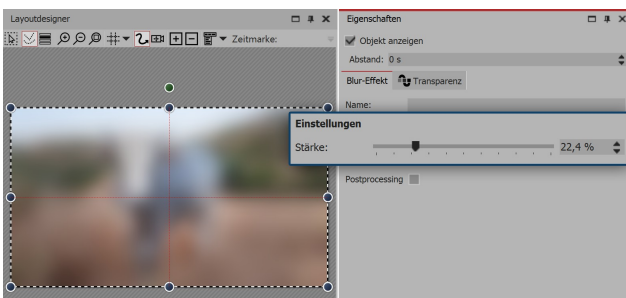 Layoutdesigner
Zeitmarke:
Eigenschaften
Objekt anzeigen
Abstand: 0 s
Blur-Effekt Transparenz
Name:
Einstellungen
Stärke: 22,4 %
Postprocessing